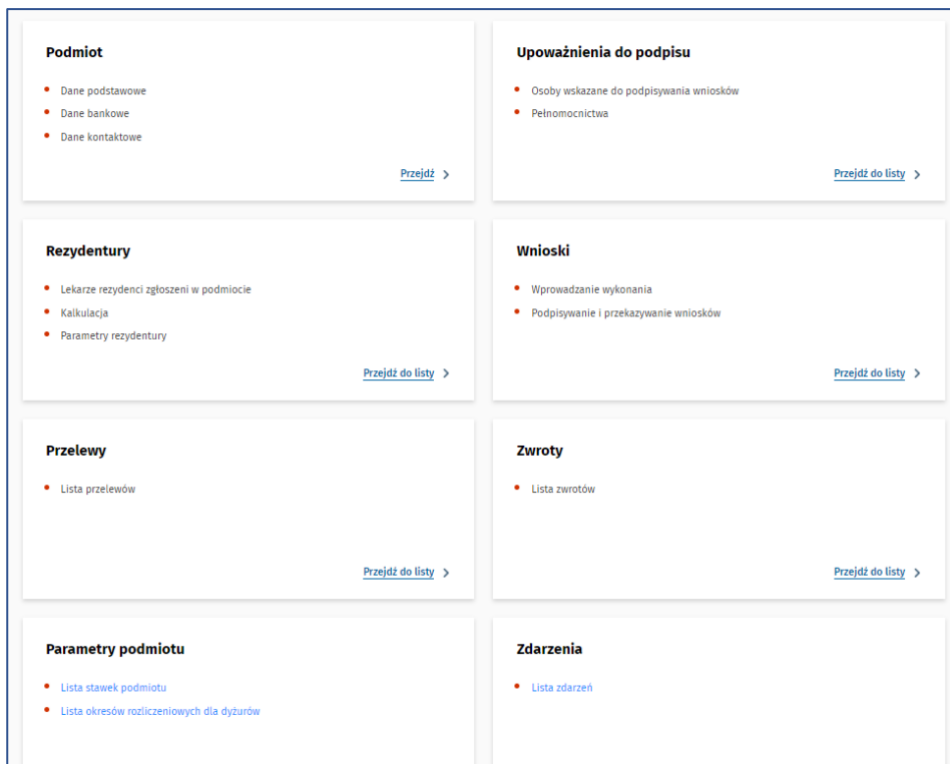 Podmiot
Dane podstawowe
Dane bankowe
Dane kontaktowe
Przejdź
Upoważnienia do podpisu
Osoby wskazane do podpisywania wniosków
Pełnomocnictwa
Przejdź do listy
Rezydentury
Lekarze rezydenci zgłoszeni w podmiocie
Kalkulacja
Parametry rezydentury
Przejdź do listy
Wnioski
Wprowadzanie wykonania
Podpisywanie i przekazywanie wniosków
Przejdź do listy
Przelewy
Lista przelewów
Przejdź do listy
Zwroty
Lista zwrotów
Przejdź do listy
Parametry podmiotu
Lista stawek podmiotu
Lista okresów rozliczeniowych dla dyżurów
Zdarzenia
Lista zdarzeń